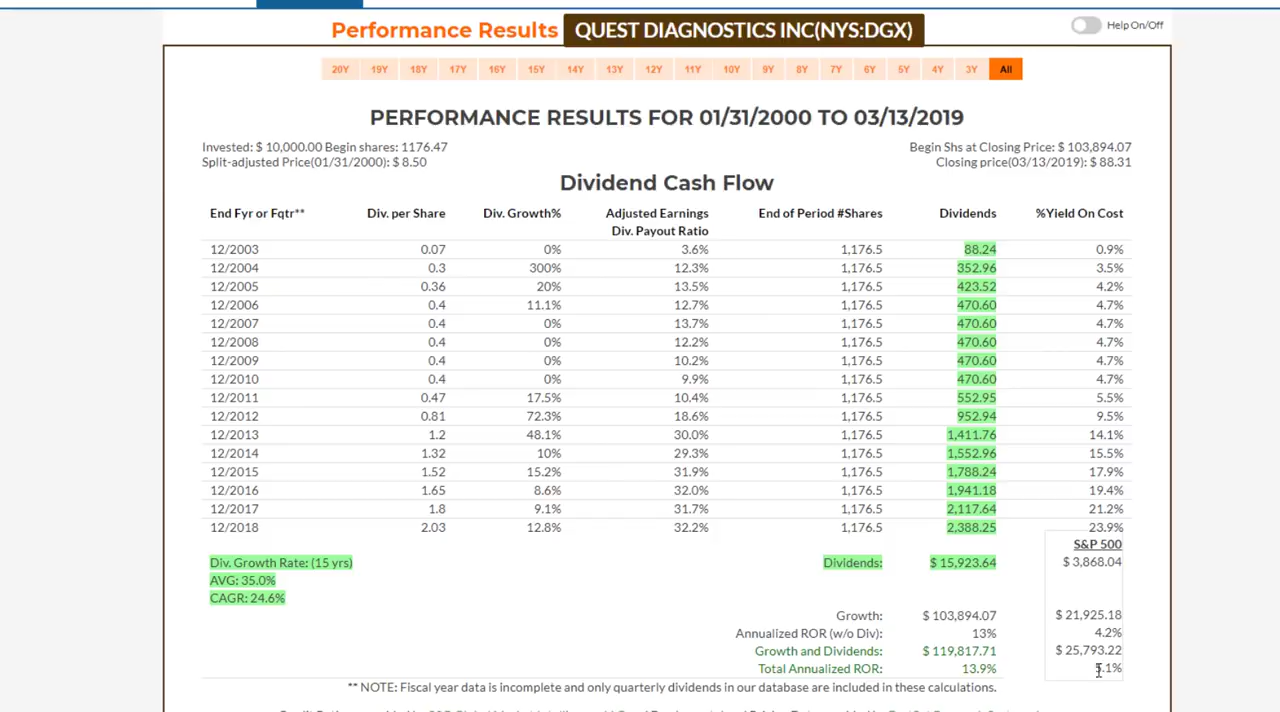 Performance Results QUEST DIAGNOSTICS INC(NYS:DGX) Help On/Off
20Y 19Y 18Y 17Y 16Y 15Y 14Y 13Y 12Y 11Y 10Y 9Y 8Y 7Y 6Y 5Y 4Y 3Y All
PERFORMANCE RESULTS FOR 01/31/2000 TO 03/13/2019
Invested: $ 10,000.00 Begin shares: 1176.47 Begin Shs at Closing Price: $ 103,894.07
Split-adjusted Price(01/31/2000): $ 8.50 Closing price(03/13/2019): $ 88.31
Dividend Cash Flow
End Fyr or Fqtr** Div. per Share Div. Growth% Adjusted Earnings End of Period #Shares Dividends %Yield On Cost
Div. Payout Ratio
12/2003 0.07 0% 3.6% 1,176.5 88.24 0.9%
12/2004 0.3 300% 12.3% 1,176.5 352.96 3.5%
12/2005 0.36 20% 13.5% 1,176.5 423.52 4.2%
12/2006 0.4 11.1% 12.7% 1,176.5 470.60 4.7%
12/2007 0.4 0% 13.7% 1,176.5 470.60 4.7%
12/2008 0.4 0% 12.2% 1,176.5 470.60 4.7%
12/2009 0.4 0% 10.2% 1,176.5 470.60 4.7%
12/2010 0.4 0% 9.9% 1,176.5 470.60 4.7%
12/2011 0.47 17.5% 10.4% 1,176.5 552.95 5.5%
12/2012 0.81 72.3% 18.6% 1,176.5 952.94 9.5%
12/2013 1.2 48.1% 30.0% 1,176.5 1,411.76 14.1%
12/2014 1.32 10% 29.3% 1,176.5 1,552.96 15.5%
12/2015 1.52 15.2% 31.9% 1,176.5 1,788.24 17.9%
12/2016 1.65 8.6% 32.0% 1,176.5 1,941.18 19.4%
12/2017 1.8 9.1% 31.7% 1,176.5 2,117.64 21.2%
12/2018 2.03 12.8% 32.2% 1,176.5 2,388.25 23.9%
S&P 500
Div. Growth Rate: (15 yrs) Dividends: $ 15,923.64 $ 3,868.04
AVG: 35.0%
CAGR: 24.6%
Growth: $ 103,894.07 $ 21,925.18
Annualized ROR (w/o Div): 13% 4.2%
Growth and Dividends: $ 119,817.71 $ 25,793.22
Total Annualized ROR: 13.9%
** NOTE: Fiscal year data is incomplete and only quarterly dividends in our database are included in these calculations.